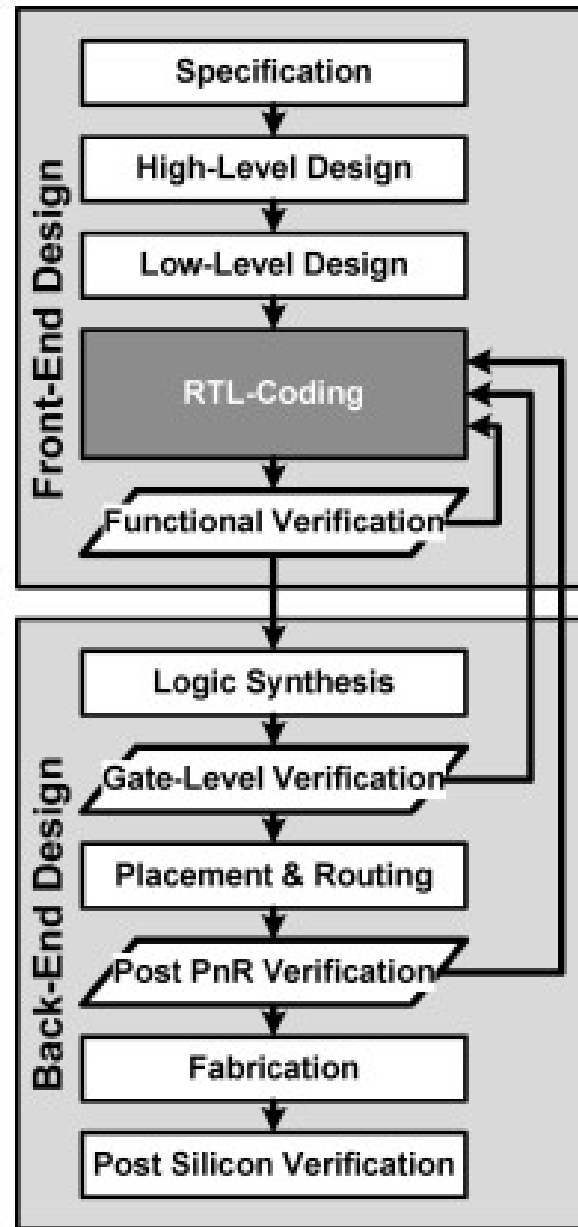 Front-End Design
Specification
High-Level Design
Low-Level Design
RTL-Coding
Functional Verification
Back-End Design
Logic Synthesis
Gate-Level Verification
Placement & Routing
Post PnR Verification
Fabrication
Post Silicon Verification